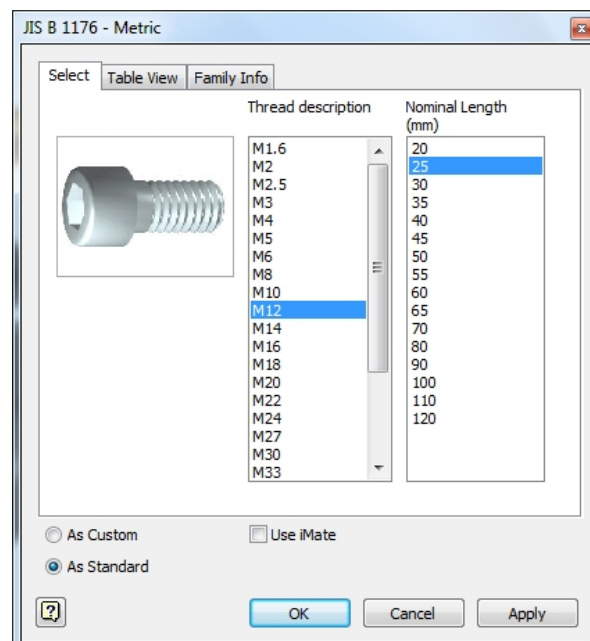 JIS B 1176 - Metric
Select
Table View
Family Info
Thread description
M1.6
M2
M2.5
M3
M4
M5
M6
M8
M10
M12
M14
M16
M18
M20
M22
M24
M27
M30
M33
Nominal Length
(mm)
20
25
30
35
40
45
50
55
60
65
70
80
90
100
110
120
As Custom
Use iMate
As Standard
?
OK
Cancel
Apply